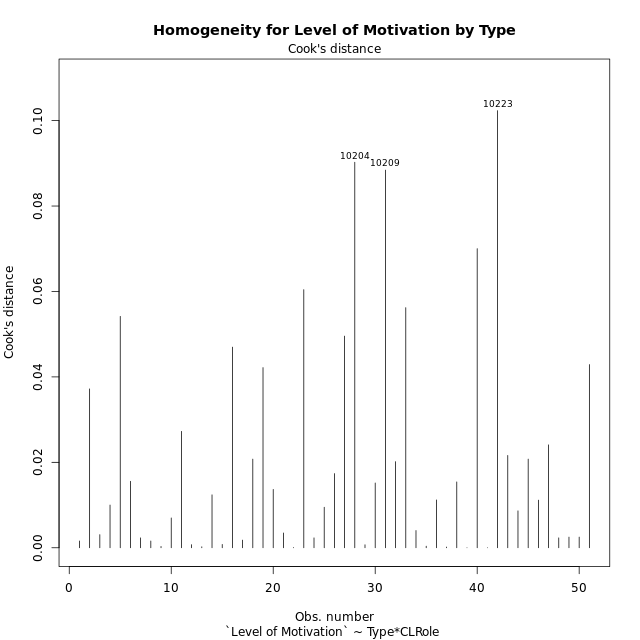 Homogeneity for Level of Motivation by Type
Cook's distance
10223
10204
10209
Cook's distance
0.10
0.08
0.06
0.04
0.02
0.00
0 10 20 30 40 50
Obs. number
`Level of Motivation` ~ Type*CLRole